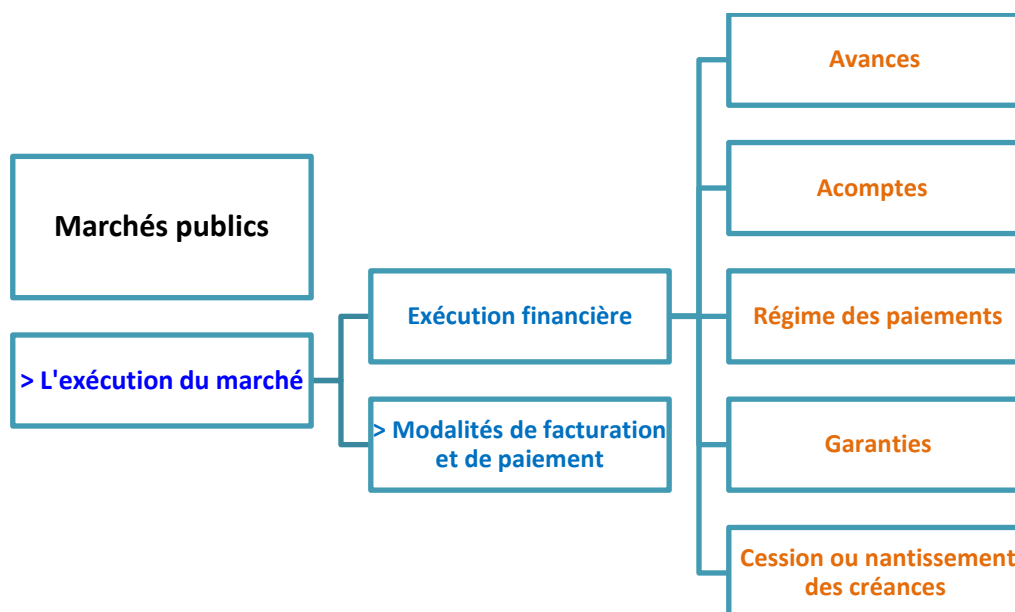 Marchés publics
> L'exécution du marché
Exécution financière
> Modalités de facturation
et de paiement
Avances
Acomptes
Régime des paiements
Garanties
Cession ou nantissement
des créances